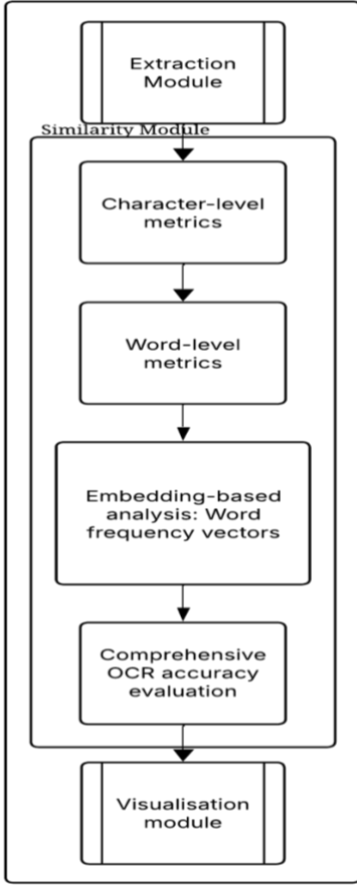 Extraction
Module
Similarity Module
Character-level
metrics
Word-level
metrics
Embedding-based
analysis: Word
frequency vectors
Comprehensive
OCR accuracy
evaluation
Visualisation
module